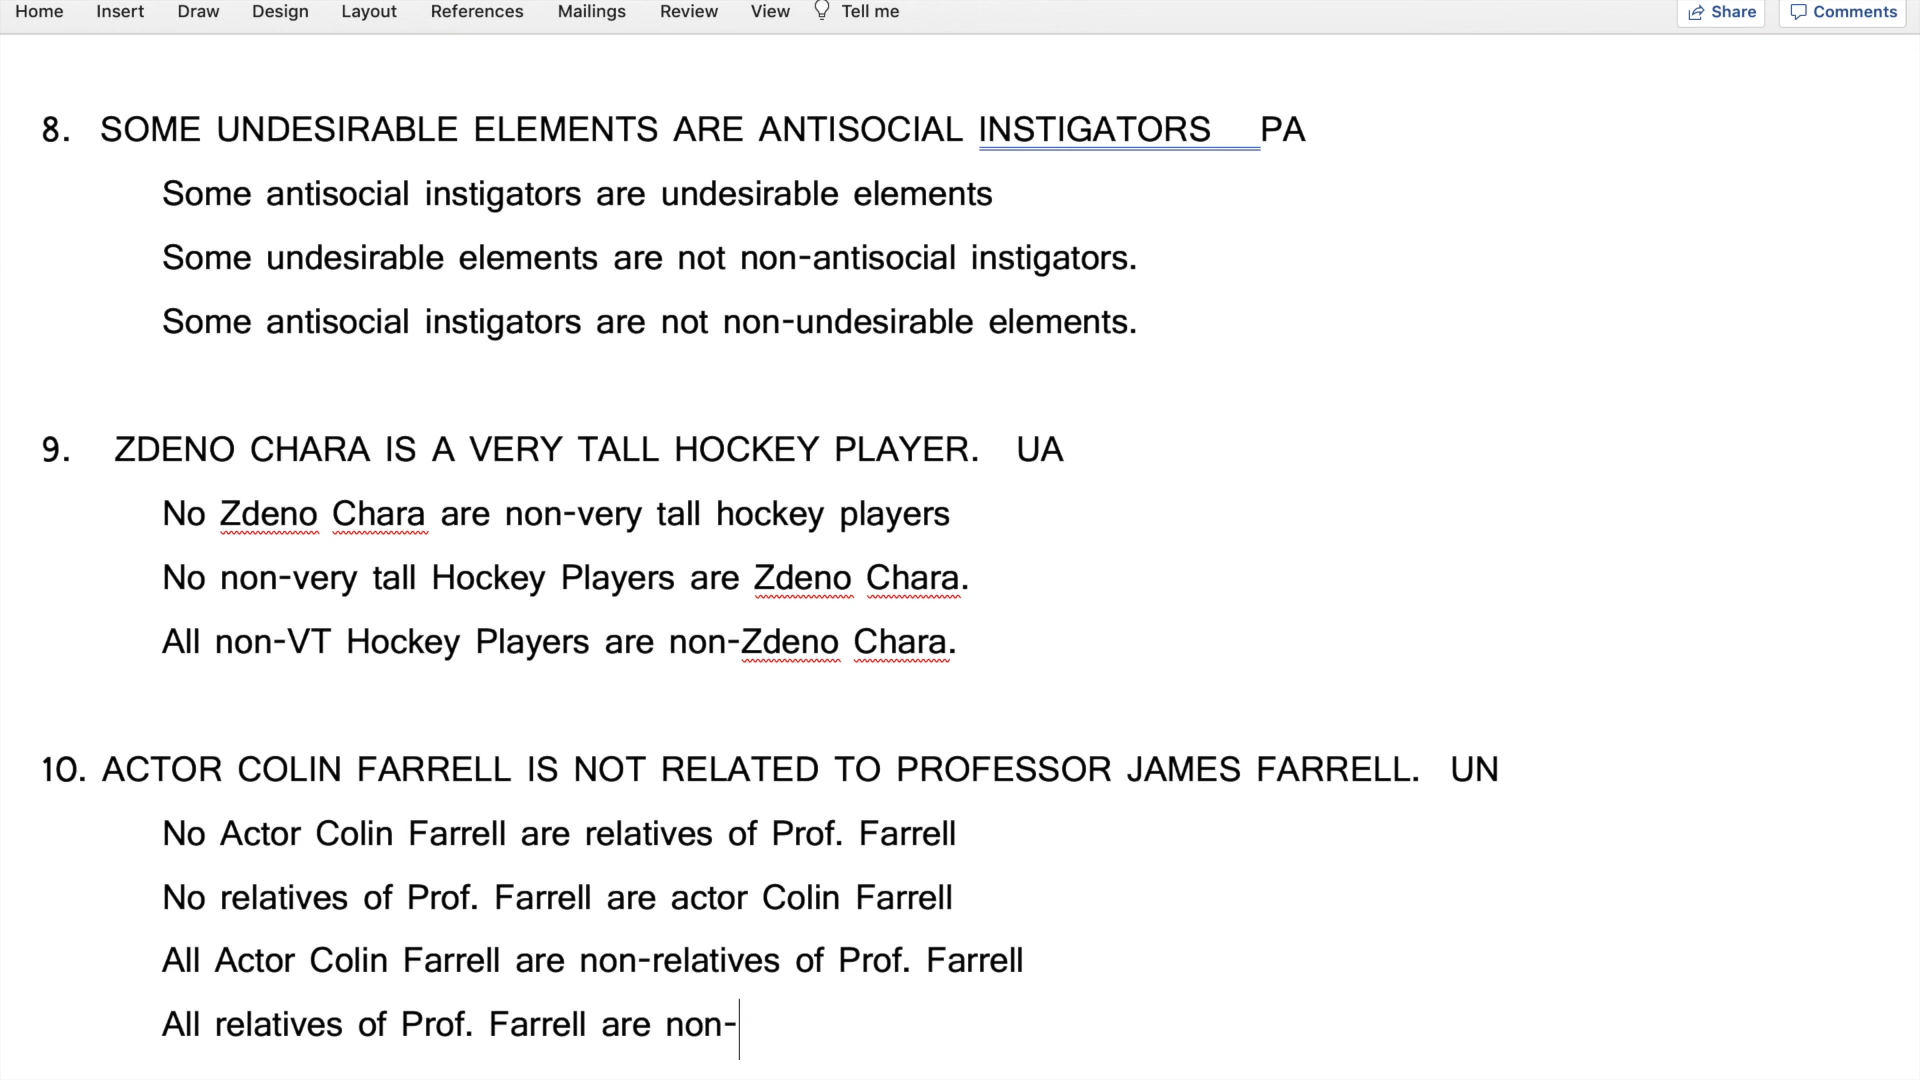 Home Insert Draw Design Layout References Mailings Review View Tell me Share Comments
8. SOME UNDESIRABLE ELEMENTS ARE ANTISOCIAL INSTIGATORS PA
Some antisocial instigators are undesirable elements
Some undesirable elements are not non-antisocial instigators.
Some antisocial instigators are not non-undesirable elements.
9. ZDENO CHARA IS A VERY TALL HOCKEY PLAYER. UA
No Zdeno Chara are non-very tall hockey players
No non-very tall Hockey Players are Zdeno Chara.
All non-VT Hockey Players are non-Zdeno Chara.
10. ACTOR COLIN FARRELL IS NOT RELATED TO PROFESSOR JAMES FARRELL. UN
No Actor Colin Farrell are relatives of Prof. Farrell
No relatives of Prof. Farrell are actor Colin Farrell
All Actor Colin Farrell are non-relatives of Prof. Farrell
All relatives of Prof. Farrell are non-